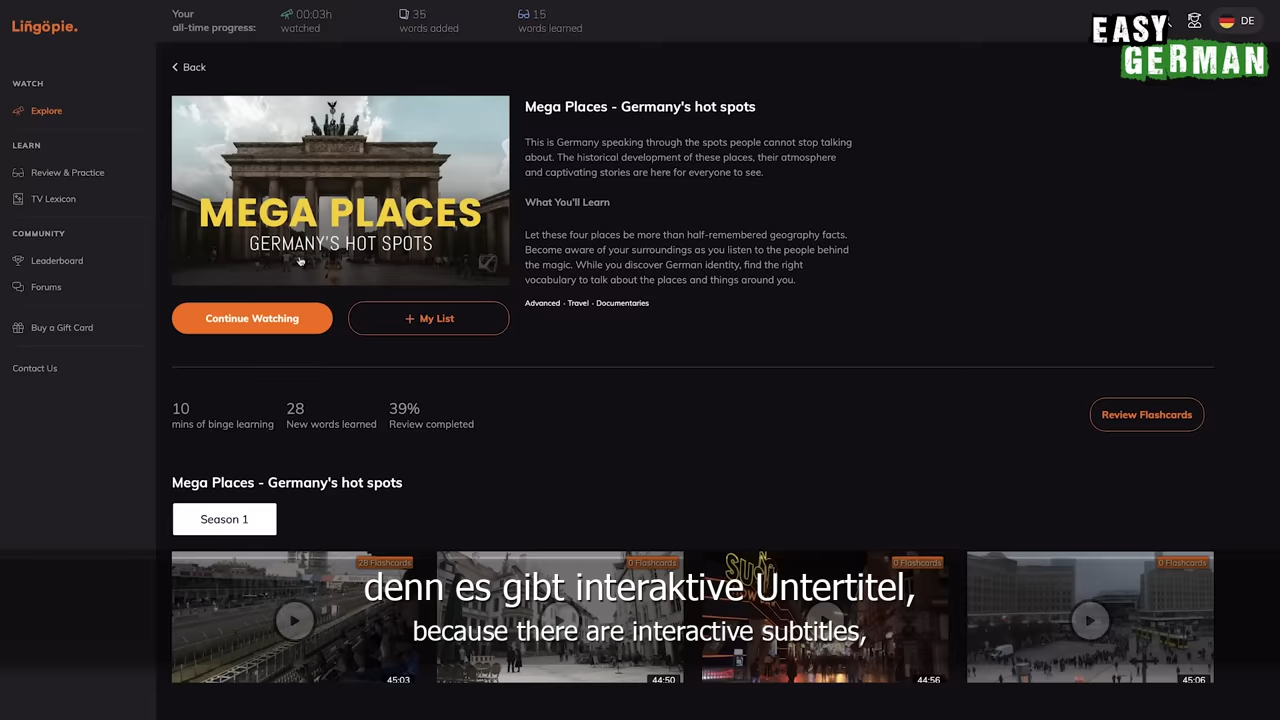 Lingopie.
Your
all-time progress:
00:03h
watched
35
words added
15
words learned
DE
EASY
GERMAN
WATCH
Explore
LEARN
Review & Practice
TV Lexicon
COMMUNITY
Leaderboard
Forums
Buy a Gift Card
Contact Us
Back
MEGA PLACES
GERMANY'S HOT SPOTS
Continue Watching
+ My List
Mega Places - Germany's hot spots
This is Germany speaking through the spots people cannot stop talking
about. The historical development of these places, their atmosphere
and captivating stories are here for everyone to see.
What You'll Learn
Let these four places be more than half-remembered geography facts.
Become aware of your surroundings as you listen to the people behind
the magic. While you discover German identity, find the right
vocabulary to talk about the places and things around you.
Advanced - Travel - Documentaries
10
mins of binge learning
28
New words learned
39%
Review completed
Review Flashcards
Mega Places - Germany's hot spots
Season 1
28 Flashcards
0 Flashcards
0 Flashcards
0 Flashcards
denn es gibt interaktive Untertitel,
because there are interactive subtitles,
45:03
44:50
44:56
45:06